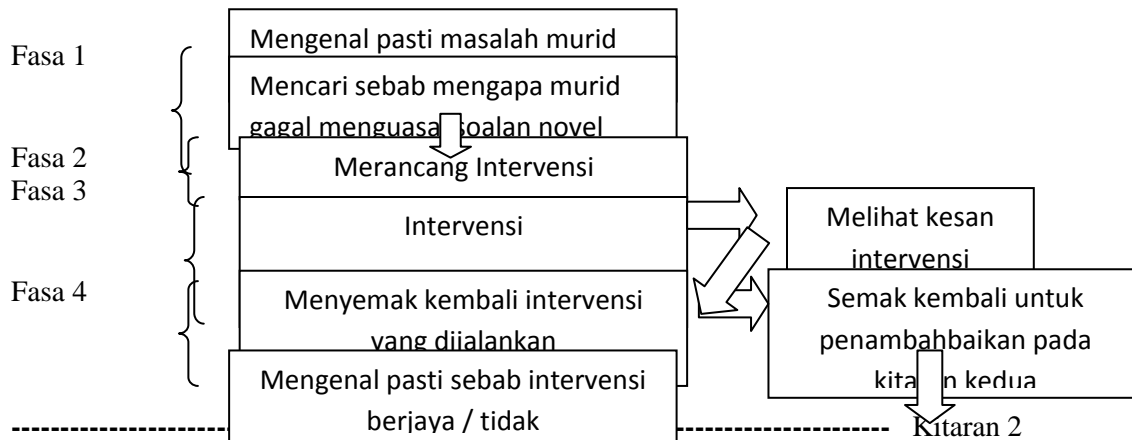 Fasa 1
Mengenal pasti masalah murid
Mencari sebab mengapa murid
gagal menguasai soalan novel
Fasa 2
Merancang Intervensi
Fasa 3
Intervensi
Melihat kesan
intervensi
Fasa 4
Menyemak kembali intervensi
yang dijalankan
Semak kembali untuk
penambahbaikan pada
kitaran kedua
Mengenal pasti sebab intervensi
berjaya / tidak
Kitaran 2